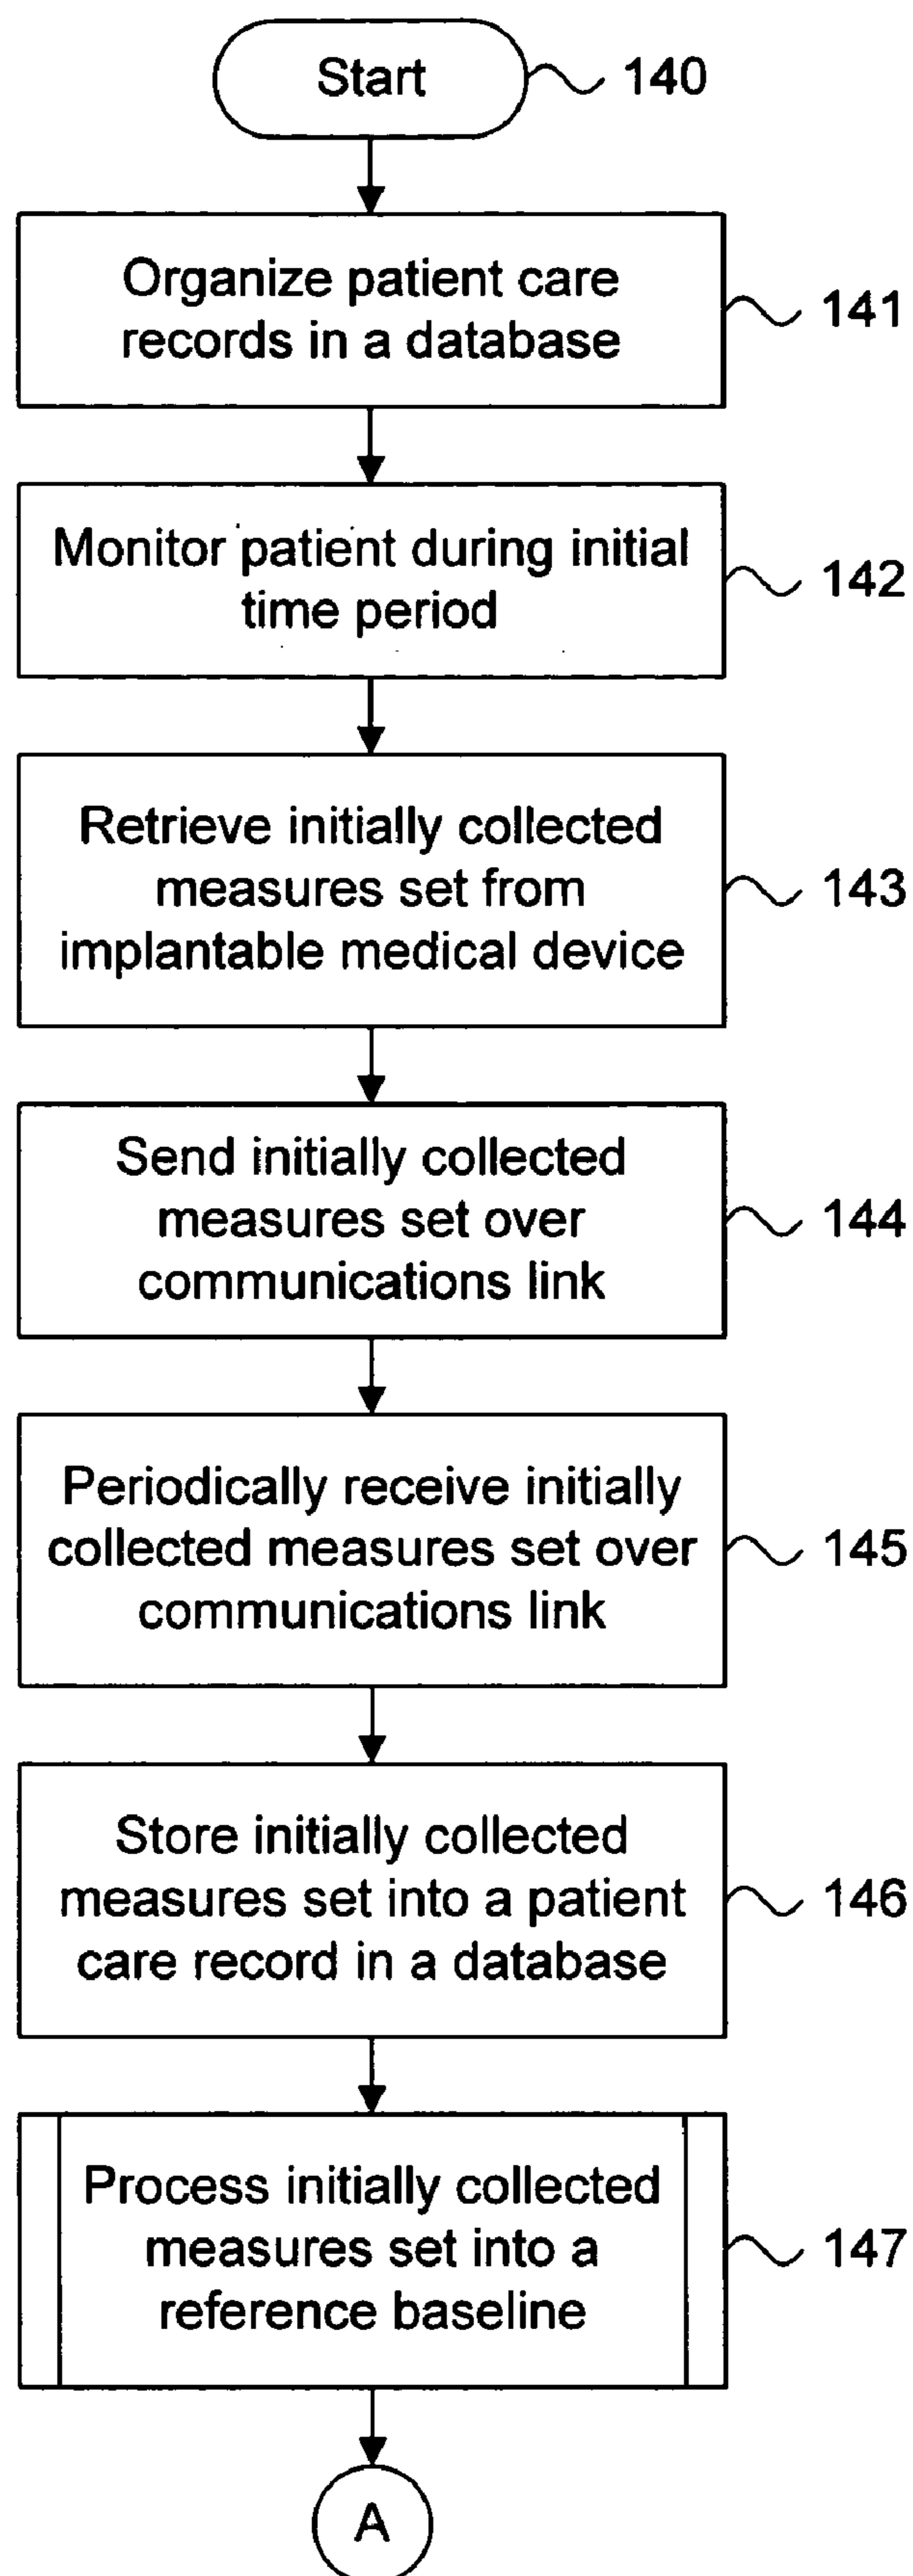 Start
140
Organize patient care
records in a database
141
Monitor patient during initial
time period
142
Retrieve initially collected
measures set from
implantable medical device
143
Send initially collected
measures set over
communications link
144
Periodically receive initially
collected measures set over
communications link
145
Store initially collected
measures set into a patient
care record in a database
146
Process initially collected
measures set into a
reference baseline
147
A